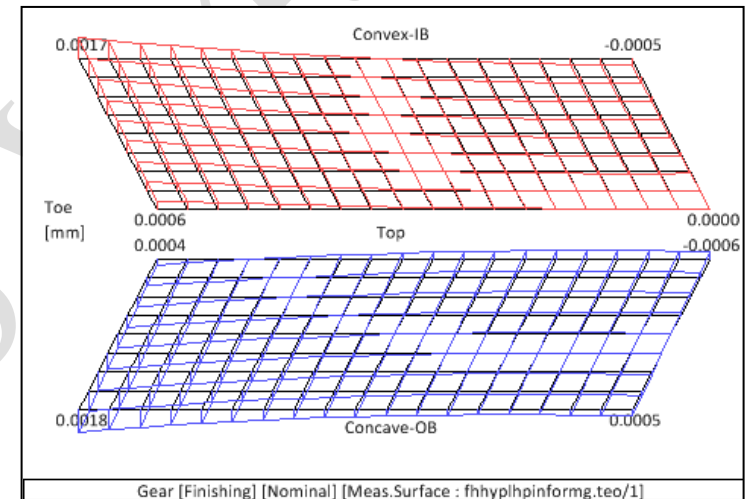 Convex-IB
0.0017 -0.0005
Toe
[mm]
0.0006 Top 0.0000
0.0004 -0.0006
0.0018 0.0005
Concave-OB
Gear [Finishing] [Nominal] [Meas.Surface : fhhyplhpinformg.teo/1]